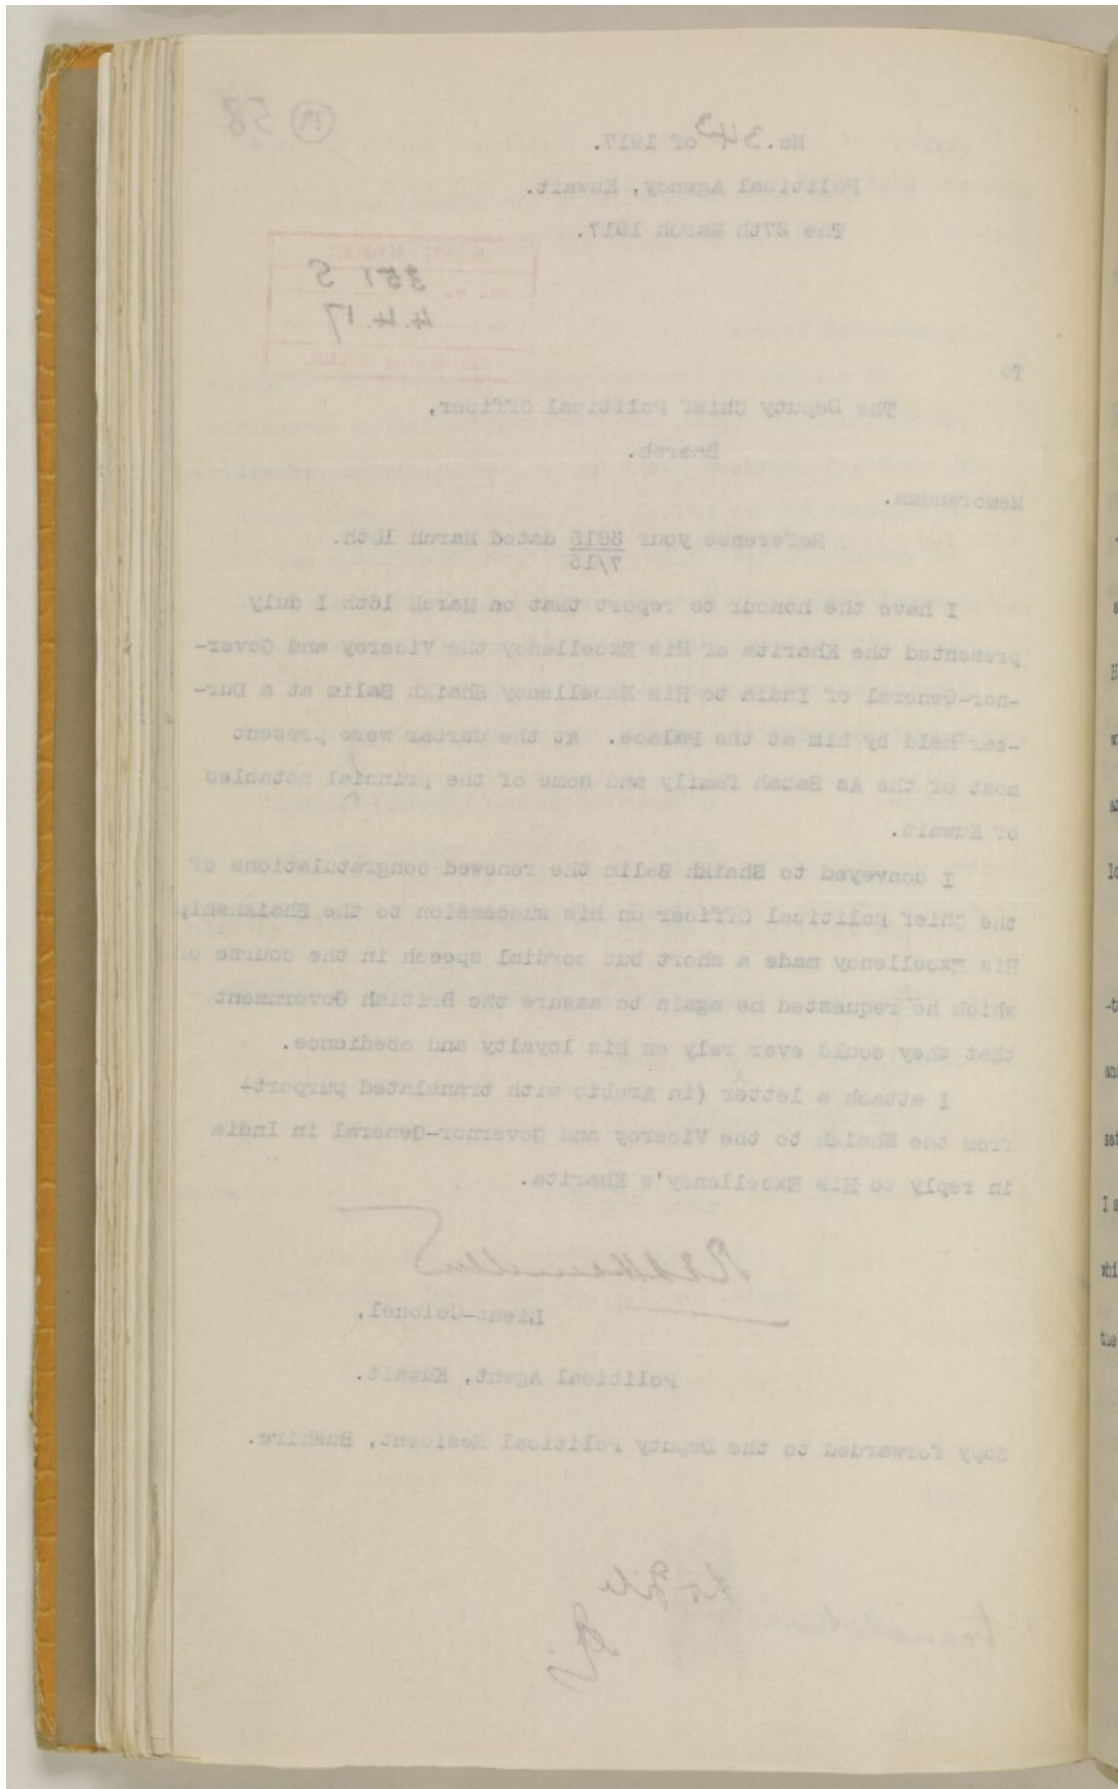 58
No. 343 of 1917.
Political Agency, Kuwait.
The 27th March 1917.
351 S
4.4.17
To
The Deputy Chief Political Officer,
Basrah.
Memorandum.
Reference your dated March 10th.
7/15
I have the honour to report that on March 16th I duly
presented the Kharita of His Excellency the Viceroy and Gover-
-nor-General of India to His Excellency Shaikh Salim at a Dur-
-bar held by him at the Palace. At the durbar were present
most of the As Sabah family and some of the princial notables
of Kuwait.
I conveyed to Shaikh Salim the renewed congratulations of
the Chief Political Officer on his succession to the Sheikhship
His Excellency made a short but cordial speech in the course of
which he requested me again to assure the British Government
that they could ever rely on his loyalty and obedience.
I attach a letter (in Arabic with translated purport-
from the Shaikh to the Viceroy and Governor-General in India
in reply to His Excellency's Kharita.
Lieut-Colonel,
Political Agent, Kuwait.
Copy forwarded to the Deputy Political Resident, Bushire.